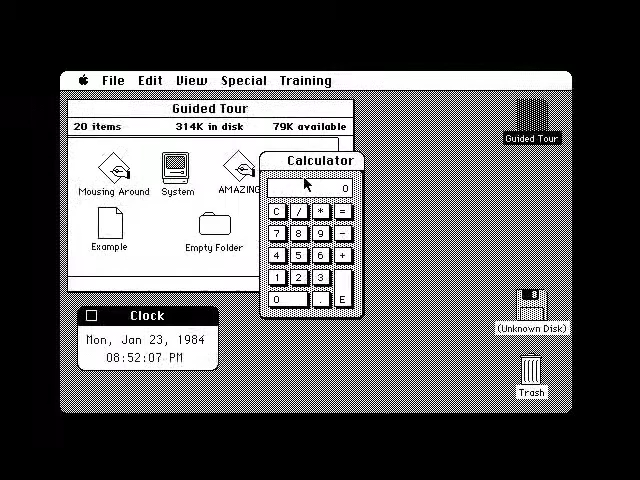 File Edit View Special Training
Guided Tour
20 items 314K in disk 79K available
Mousing Around System AMAZING
Example Empty Folder
Calculator
0
C / * =
7 8 9 -
4 5 6 +
1 2 3
0 . E
Clock
Mon, Jan 23, 1984
08:52:07 PM
Guided Tour
(Unknown Disk)
Trash